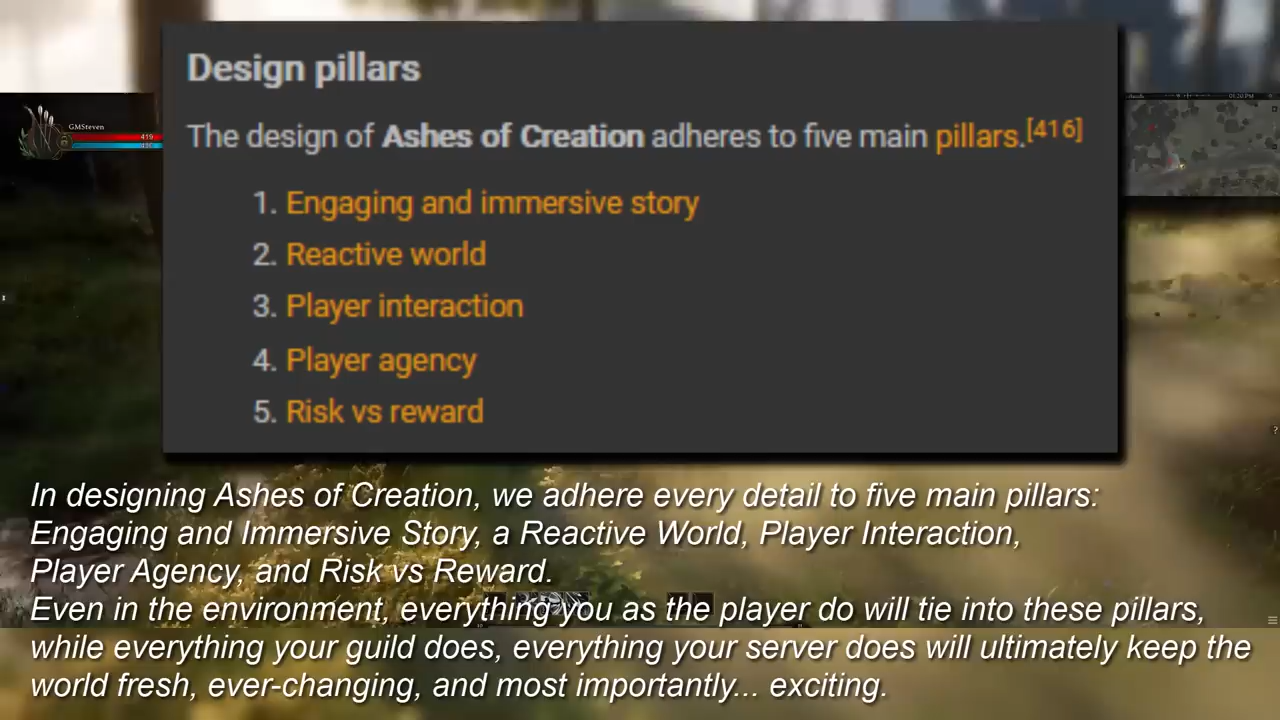 Design pillars
GMSteven
419
The design of Ashes of Creation adheres to five main pillars.[416]
1. Engaging and immersive story
2. Reactive world
3. Player interaction
4. Player agency
5. Risk vs reward
In designing Ashes of Creation, we adhere every detail to five main pillars:
Engaging and Immersive Story, a Reactive World, Player Interaction,
Player Agency, and Risk vs Reward.
Even in the environment, everything you as the player do will tie into these pillars,
while everything your guild does, everything your server does will ultimately keep the
world fresh, ever-changing, and most importantly... exciting.